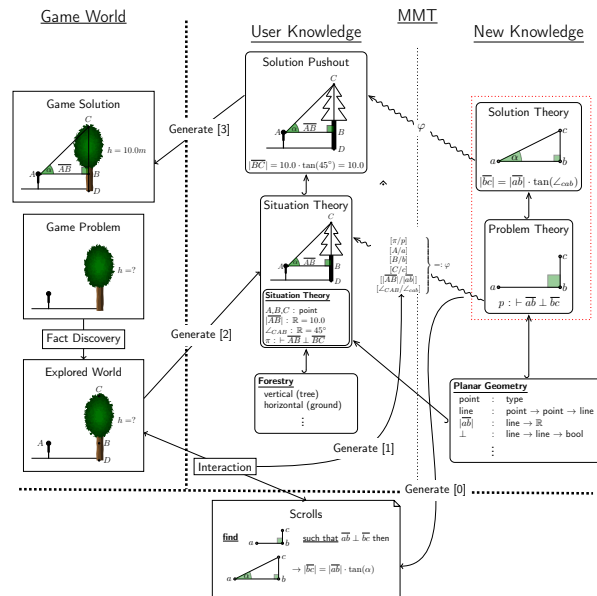 Game World
MMT
User Knowledge
New Knowledge
Solution Pushout
C
A
α
AB
B
D
|BC| = 10.0 · tan(45°) = 10.0
Game Solution
C
h = 10.0m
A
α
AB
B
D
Generate [3]
φ
Solution Theory
c
a
α
b
|bc| = |ab| · tan(∠cab)
Game Problem
h =?
Situation Theory
C
A
α
AB
B
D
Situation Theory
A,B,C : point
|AB| : ℝ = 10.0
∠CAB : ℝ = 45°
π : ⊢ AB ⊥ BC
[π/p]
[A/a]
[B/b]
[C/c]
[|AB|/|ab|]
[∠CAB/∠cab]
=: φ
Problem Theory
c
a
b
p : ⊢ ab ⊥ bc
Fact Discovery
Generate [2]
Explored World
C
h =?
A
B
D
Forestry
vertical (tree)
horizontal (ground)
⋮
Planar Geometry
point : type
line : point → point → line
|ab| : line → ℝ
⊥ : line → line → bool
⋮
Generate [1]
Interaction
Generate [0]
Scrolls
find
c
a
b
such that ab ⊥ bc then
c
a
α
b
→ |bc| = |ab| · tan(α)